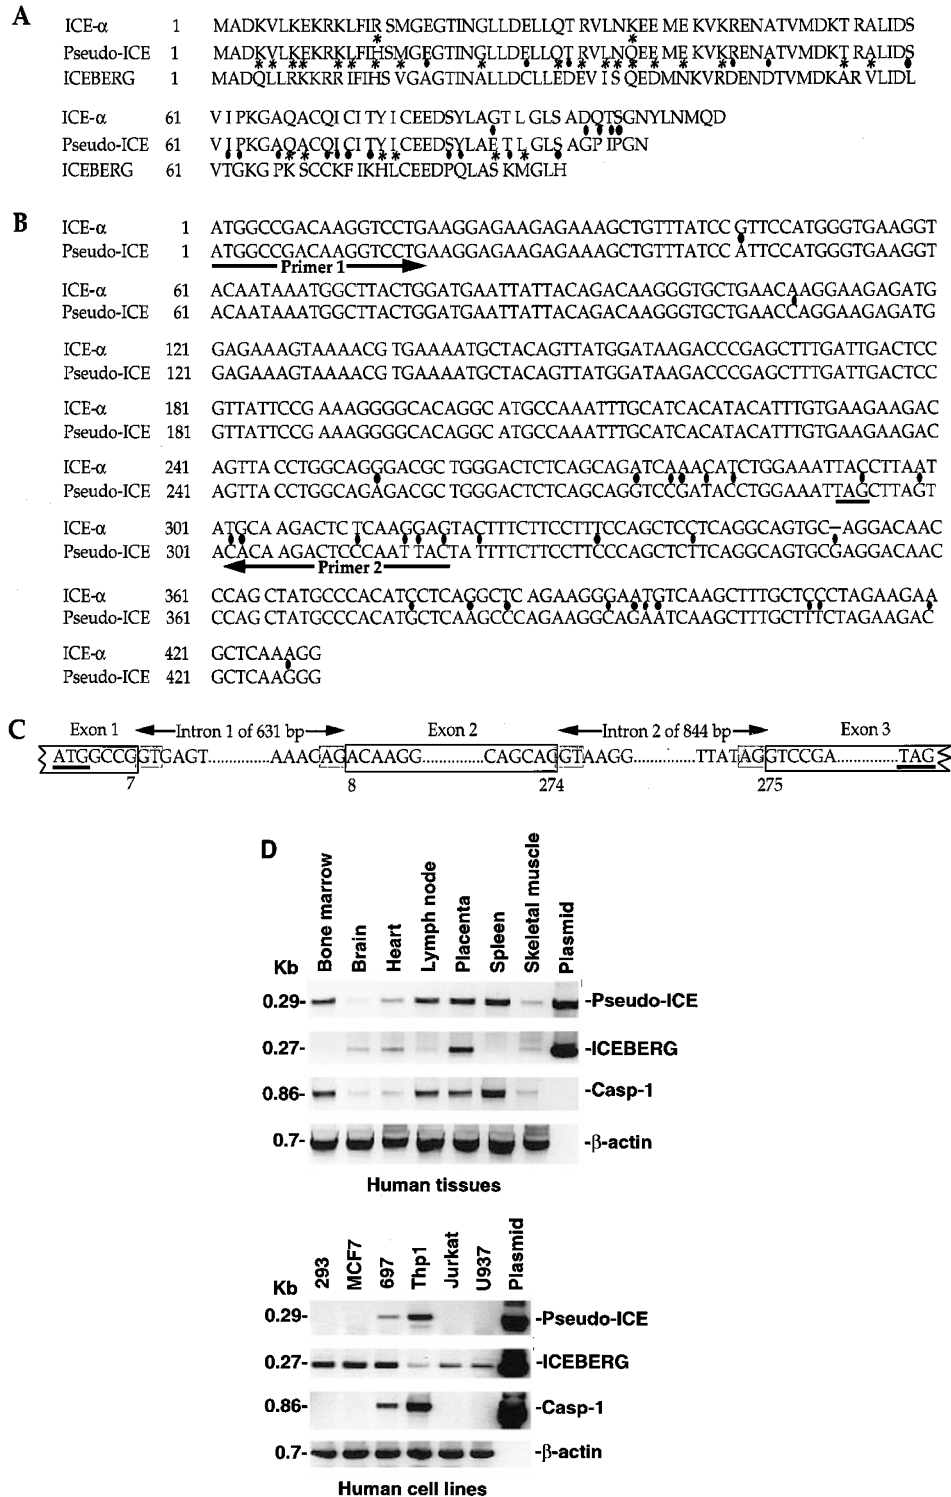 A
ICE-α 1 MADKVLKEKRKLFIRSMGEGTINGLLDELLQTRVLNKEEMEKVKRENATVMDKTRALIDS
Pseudo-ICE 1 MADKVLKEKRKLFIHSMGEGTINGLLDELLQTRVLNQEEMEKVKRENATVMDKTRALIDS
ICEBERG 1 MADQLLRKKRRIFIHSVGAGTINALLDCLLEDEVISQEDMNKVRDENDTVMDKARVLIDL
ICE-α 61 VIPKGAQACQICITYICEEDSYLAGTLGLSADQTSGNYLNMQD
Pseudo-ICE 61 VIPKGAQACQICITYICEEDSYLAETLGLSAGPIPGN
ICEBERG 61 VTGKGPKSCCKFIKHLCEEDPQLASKMGLH
B
ICE-α 1 ATGGCCGACAAGGTCCTGAAGGAGAAGAGAAAGCTGTTTATCCGTTCCATGGGTGAAGGT
Pseudo-ICE 1 ATGGCCGACAAGGTCCTGAAGGAGAAGAGAAAGCTGTTTATCCATTCCATGGGTGAAGGT
Primer 1
ICE-α 61 ACAATAAATGGCTTACTGGATGAATTATTACAGACAAGGGTGCTGAACAAGGAAGAGATG
Pseudo-ICE 61 ACAATAAATGGCTTACTGGATGAATTATTACAGACAAGGGTGCTGAACCAGGAAGAGATG
ICE-α 121 GAGAAAGTAAAACGTGAAAATGCTACAGTTATGGATAAGACCCGAGCTTTGATTGACTCC
Pseudo-ICE 121 GAGAAAGTAAAACGTGAAAATGCTACAGTTATGGATAAGACCCGAGCTTTGATTGACTCC
ICE-α 181 GTTATTCCGAAAGGGGCACAGGCATGCCAAATTTGCATCACATACATTTGTGAAGAAGAC
Pseudo-ICE 181 GTTATTCCGAAAGGGGCACAGGCATGCCAAATTTGCATCACATACATTTGTGAAGAAGAC
ICE-α 241 AGTTACCTGGCAGGGACGCTGGGACTCTCAGCAGATCAAACATCTGGAAATTACCTTAAT
Pseudo-ICE 241 AGTTACCTGGCAGAGACGCTGGGACTCTCAGCAGGTCCGATACCTGGAAATTAGCTTAGT
ICE-α 301 ATGCAAGACTCTCAAGGAGTACTTTCTTCCTTTCCAGCTCCTCAGGCAGTGC–AGGACAAC
Pseudo-ICE 301 ACACAAGACTCCCAATTACTATTTTCTTCCTTCCCAGCTCTTCAGGCAGTGCGAGGACAAC
Primer 2
ICE-α 361 CCAGCTATGCCCACATCCTCAGGCTCAGAAGGGAATGTCAAGCTTTGCTCCCTAGAAGAA
Pseudo-ICE 361 CCAGCTATGCCCACATGCTCAAGCCCAGAAGGCAGAATCAAGCTTTGCTTTCTAGAAGAC
ICE-α 421 GCTCAAAGG
Pseudo-ICE 421 GCTCAAGGG
C Exon 1 Intron 1 of 631 bp Exon 2 Intron 2 of 844 bp Exon 3
ATGGCCGGTGAGAGT..............AAAGAGACAAGG..............CAGCAGGTAAGG..............TTATAGGTCCGA..............TAG
7 8 274 275
D
Bone marrow Brain Heart Lymph node Placenta Spleen Skeletal muscle Plasmid
Kb
0.29- -Pseudo-ICE
0.27- -ICEBERG
0.86- -Casp-1
0.7- -β-actin
Human tissues
293 MCF7 697 Thp1 Jurkat U937 Plasmid
Kb
0.29- -Pseudo-ICE
0.27- -ICEBERG
0.86- -Casp-1
0.7- -β-actin
Human cell lines